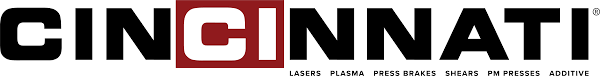 CINCINNATI®
LASERS PLASMA PRESS BRAKES SHEARS PM PRESSES ADDITIVE